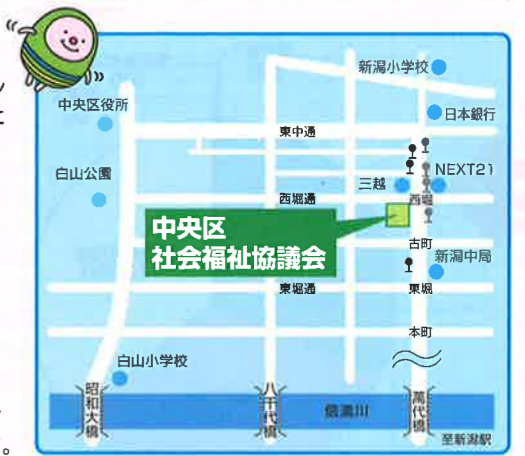 新潟小学校
中央区役所
日本銀行
東中通
白山公園
三越
NEXT21
西堀通
西堀
中央区
社会福祉協議会
古町
新潟中局
東堀通
東堀
本町
白山小学校
昭和大橋
八千代橋
信濃川
萬代橋
至新潟駅
。